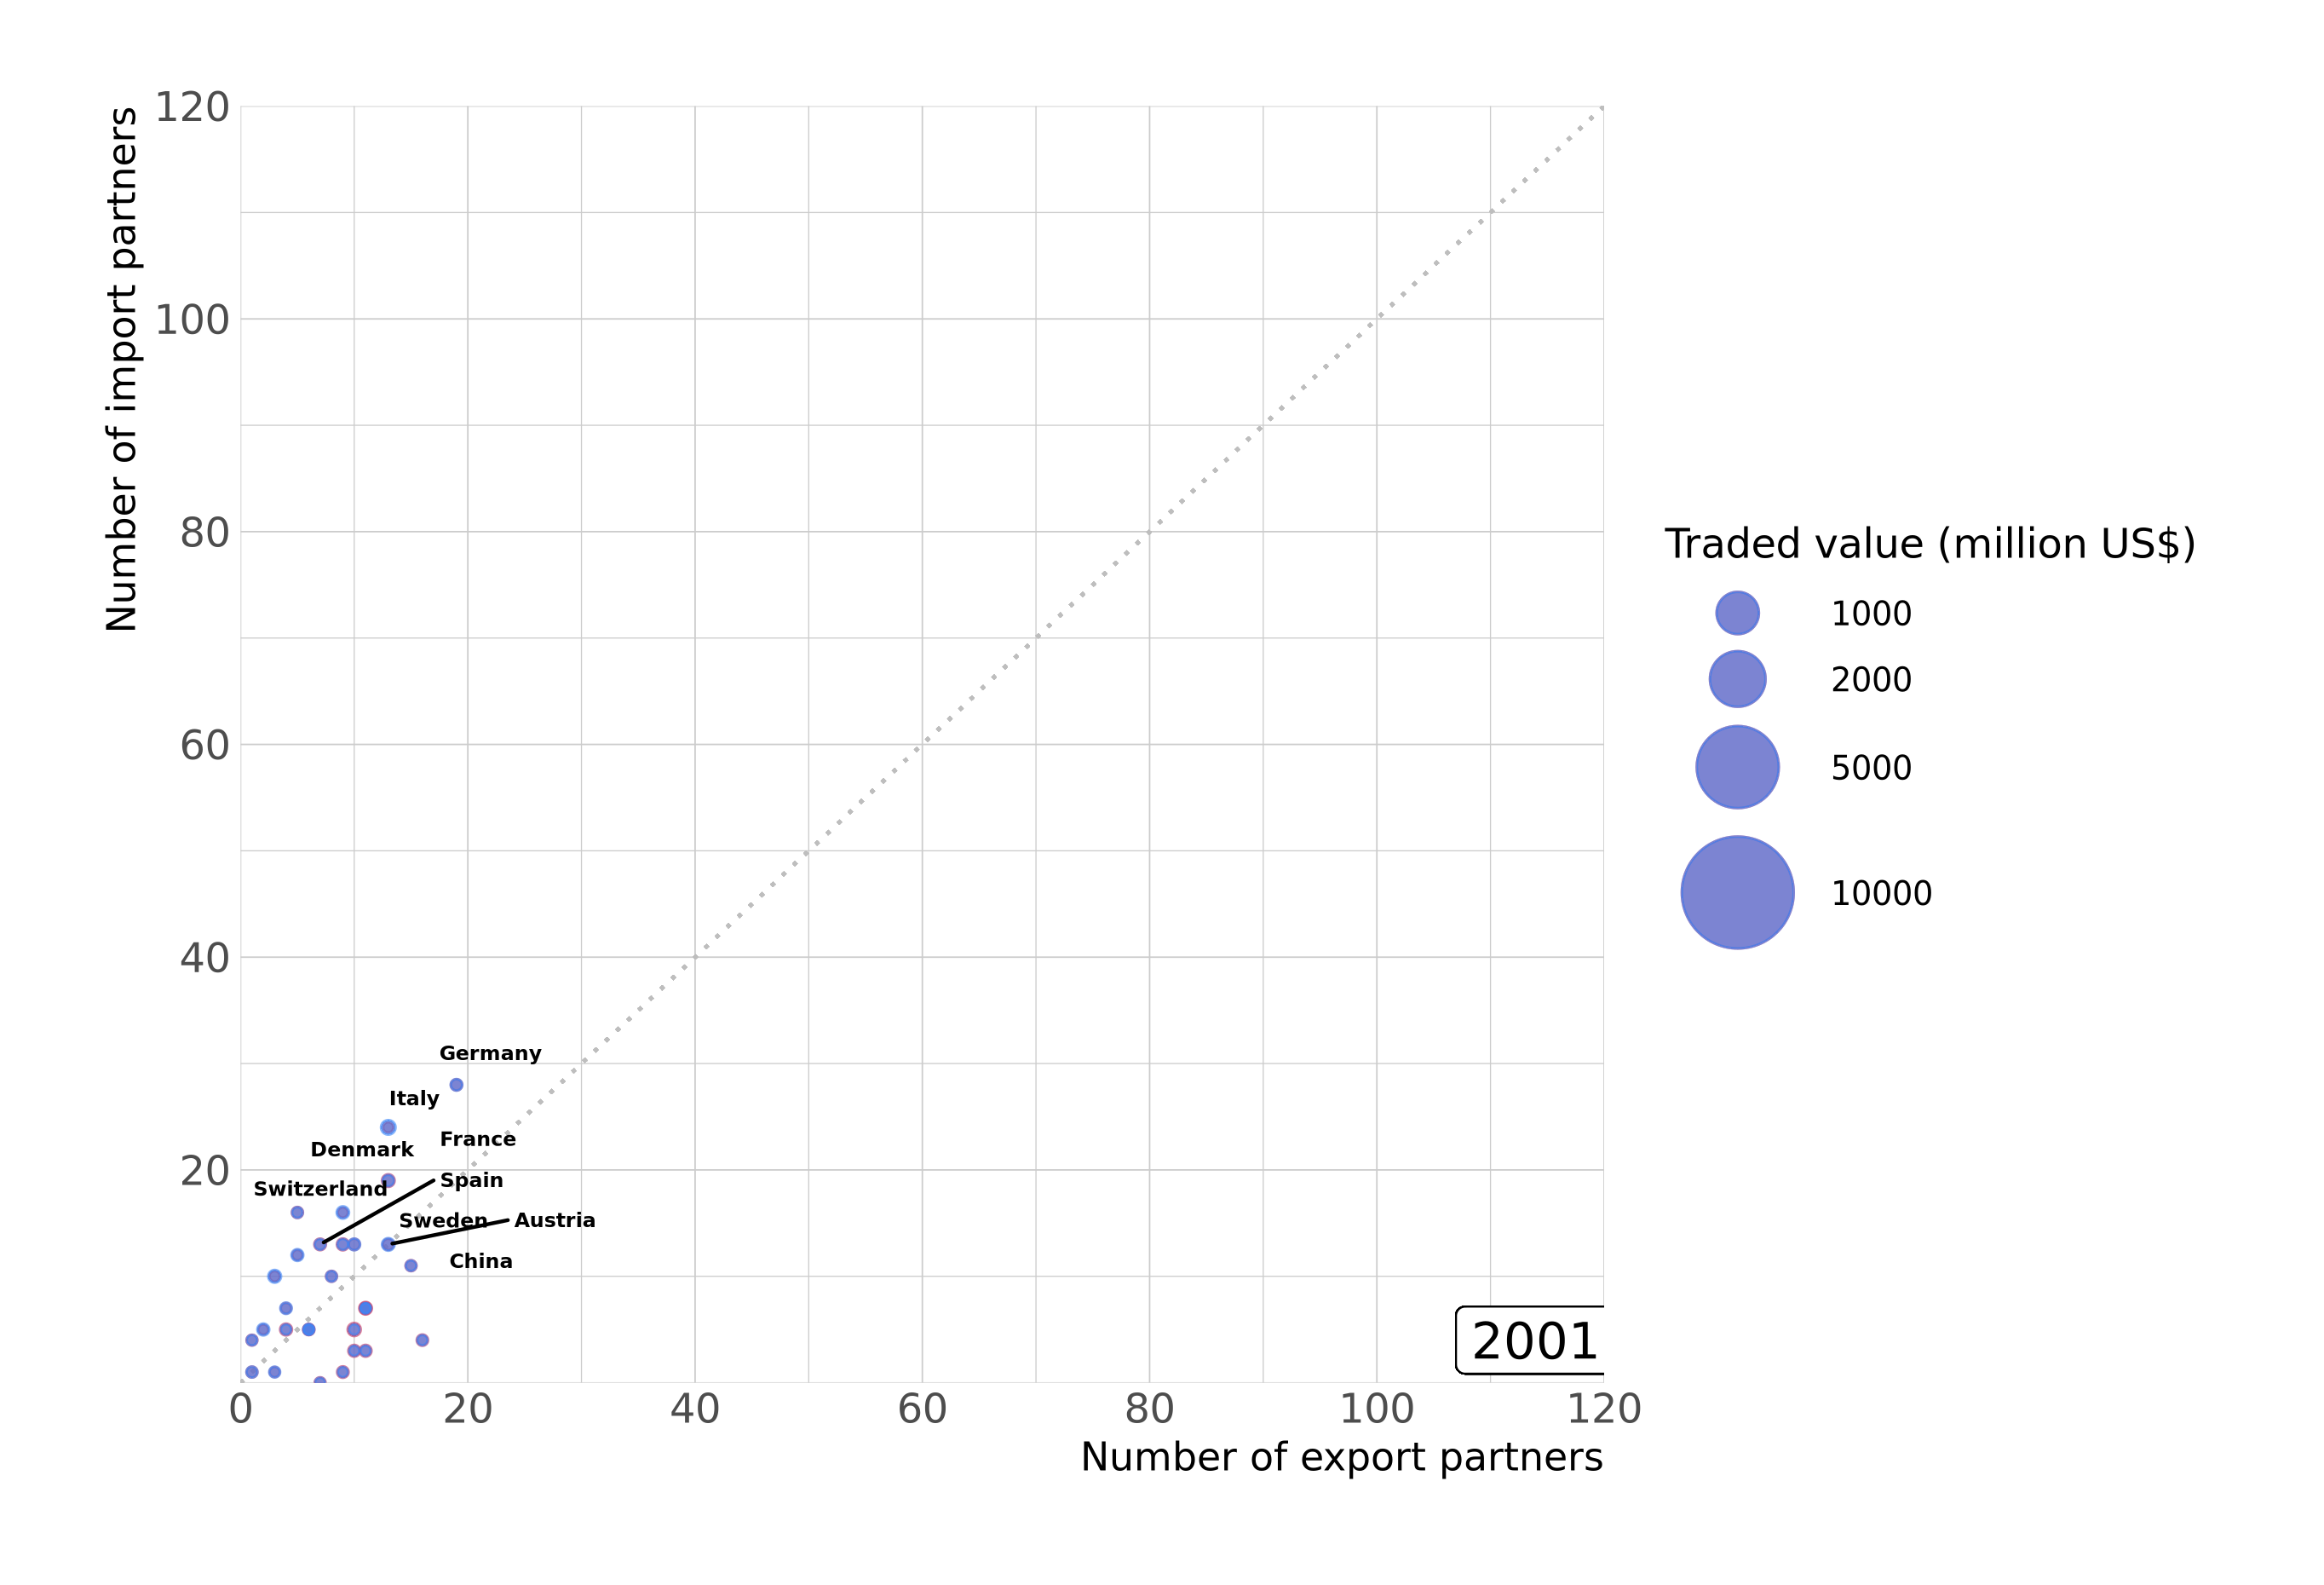 Number of import partners
120
100
80
60
40
20
Germany
Italy
France
Denmark
Spain
Switzerland
Sweden
Austria
China
2001
0 20 40 60 80 100 120
Number of export partners
Traded value (million US$)
1000
2000
5000
10000